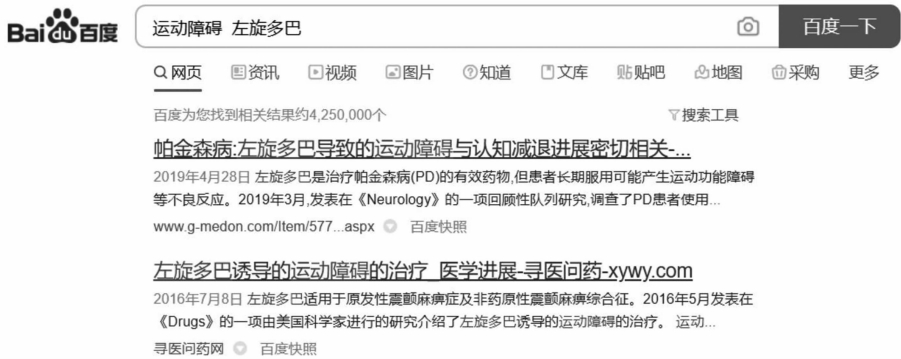 Bai du 百度
运动障碍 左旋多巴
百度一下
网页 资讯 视频 图片 知道 文库 贴吧 地图 采购 更多
百度为您找到相关结果约4,250,000个
搜索工具
帕金森病:左旋多巴导致的运动障碍与认知减退进展密切相关-...
2019年4月28日 左旋多巴是治疗帕金森病(PD)的有效药物,但患者长期服用可能产生运动功能障碍
等不良反应。2019年3月,发表在《Neurology》的一项回顾性队列研究,调查了PD患者使用...
www.g-medon.com/Item/577...aspx 百度快照
左旋多巴诱导的运动障碍的治疗_医学进展-寻医问药-xywy.com
2016年7月8日 左旋多巴适用于原发性震颤麻痹症及非药原性震颤麻痹综合征。2016年5月发表在
《Drugs》的一项由美国科学家进行的研究介绍了左旋多巴诱导的运动障碍的治疗。 运动...
寻医问药网 百度快照